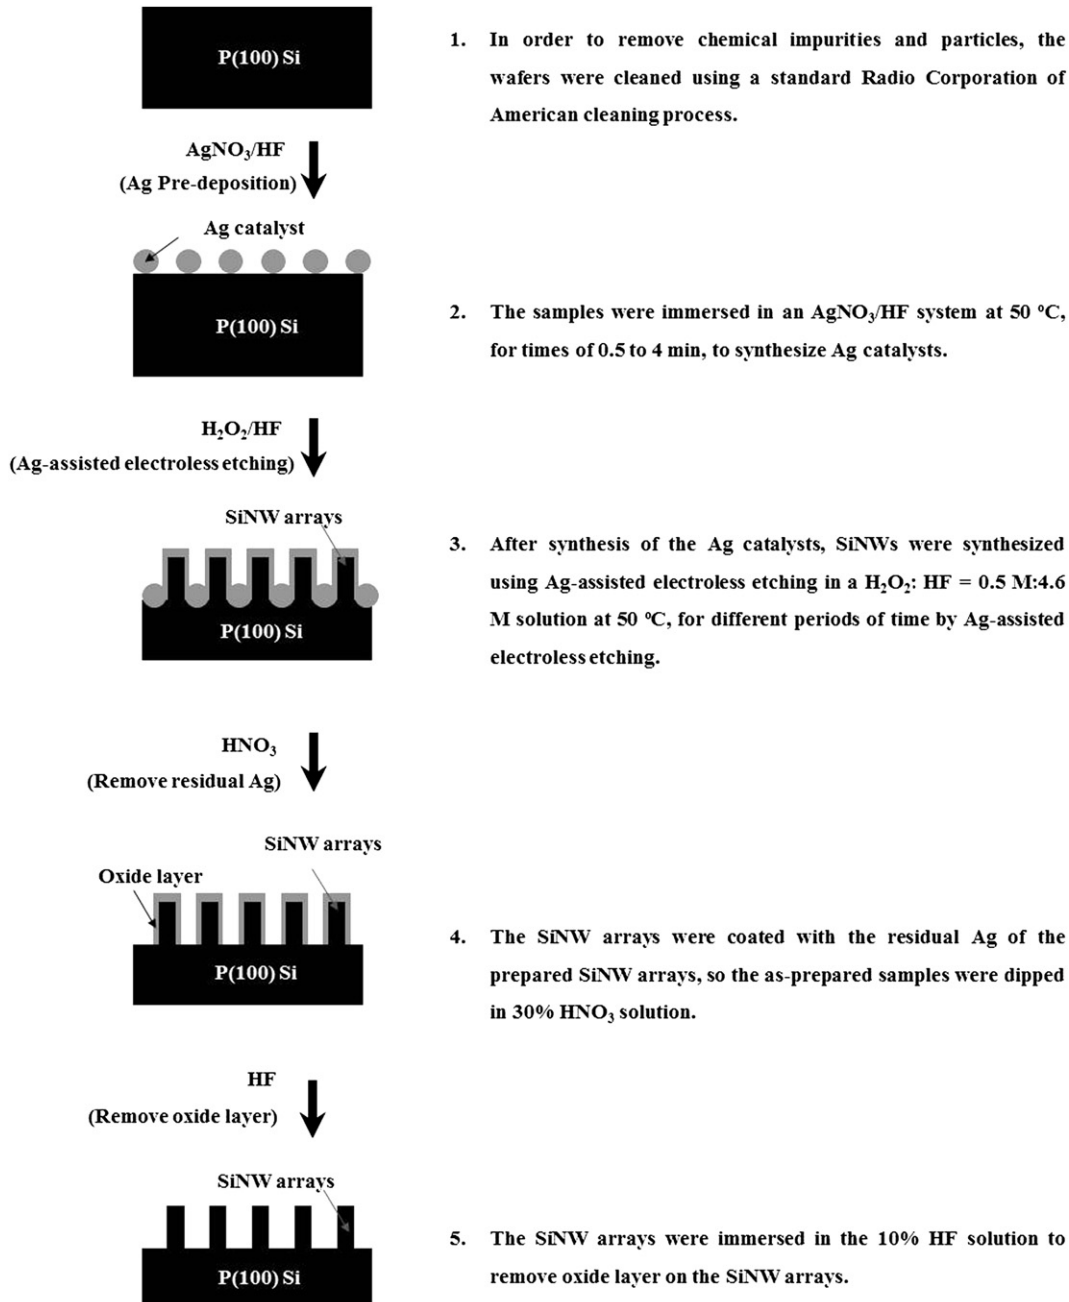 P(100) Si
1. In order to remove chemical impurities and particles, the
wafers were cleaned using a standard Radio Corporation of
American cleaning process.
AgNO₃/HF
(Ag Pre-deposition)
Ag catalyst
P(100) Si
2. The samples were immersed in an AgNO₃/HF system at 50 ºC,
for times of 0.5 to 4 min, to synthesize Ag catalysts.
H₂O₂/HF
(Ag-assisted electroless etching)
SiNW arrays
P(100) Si
3. After synthesis of the Ag catalysts, SiNWs were synthesized
using Ag-assisted electroless etching in a H₂O₂: HF = 0.5 M:4.6
M solution at 50 ºC, for different periods of time by Ag-assisted
electroless etching.
HNO₃
(Remove residual Ag)
SiNW arrays
Oxide layer
P(100) Si
4. The SiNW arrays were coated with the residual Ag of the
prepared SiNW arrays, so the as-prepared samples were dipped
in 30% HNO₃ solution.
HF
(Remove oxide layer)
SiNW arrays
P(100) Si
5. The SiNW arrays were immersed in the 10% HF solution to
remove oxide layer on the SiNW arrays.